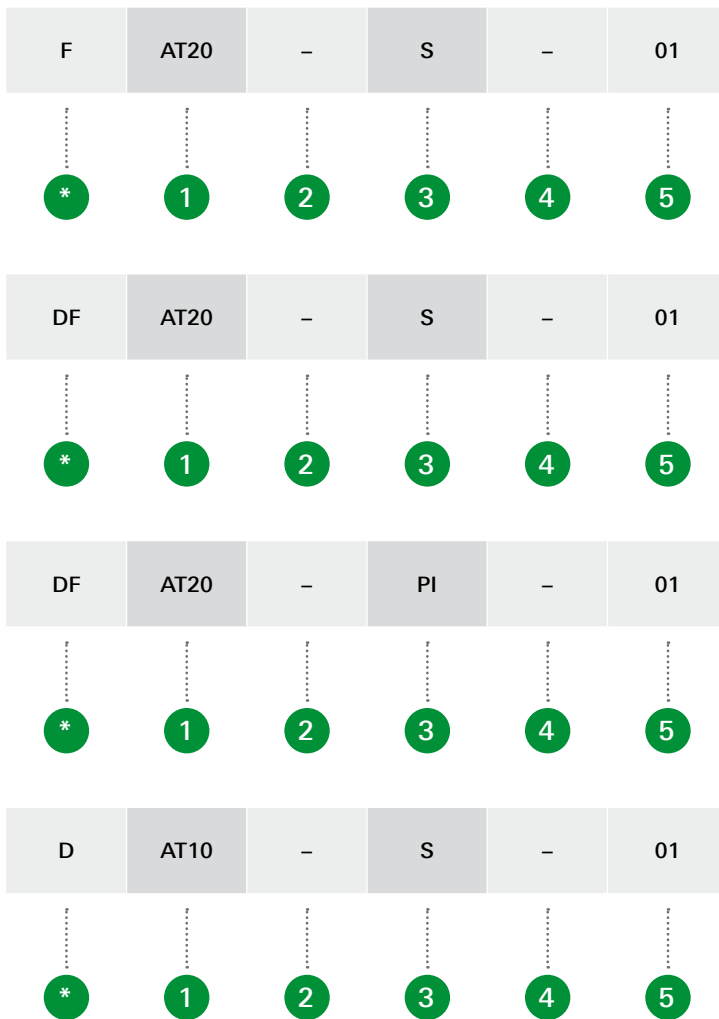 F AT20 – S – 01
* 1 2 3 4 5
DF AT20 – S – 01
* 1 2 3 4 5
DF AT20 – PI – 01
* 1 2 3 4 5
D AT10 – S – 01
* 1 2 3 4 5